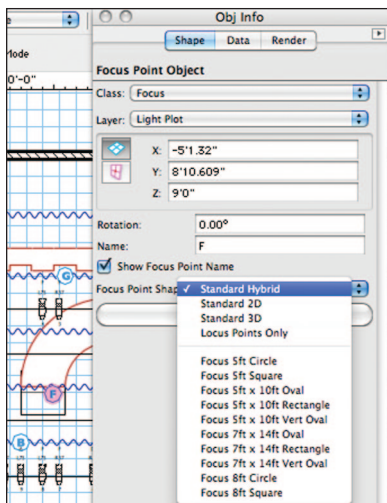 Obj Info
Shape Data Render
Mode
0'-0"
Focus Point Object
Class: Focus
Layer: Light Plot
X: -5'1.32"
Y: 8'10.609"
Z: 9'0"
Rotation: 0.00°
Name: F
Show Focus Point Name
Focus Point Shap ✓ Standard Hybrid
Standard 2D
Standard 3D
Locus Points Only
Focus 5ft Circle
Focus 5ft Square
Focus 5ft x 10ft Oval
Focus 5ft x 10ft Rectangle
Focus 5ft x 10ft Vert Oval
Focus 7ft x 14ft Oval
Focus 7ft x 14ft Rectangle
Focus 7ft x 14ft Vert Oval
Focus 8ft Circle
Focus 8ft Square
G
F
B